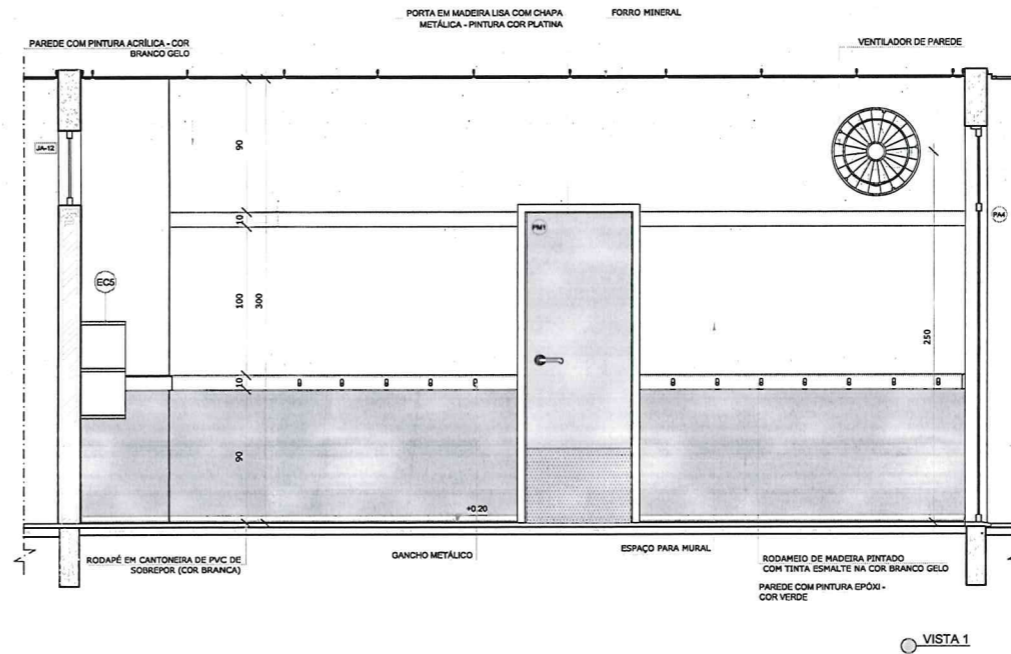 PORTA EM MADEIRA LISA COM CHAPA
METÁLICA - PINTURA COR PLATINA
FORRO MINERAL
PAREDE COM PINTURA ACRÍLICA - COR
BRANCO GELO
VENTILADOR DE PAREDE
JA-12
90
10
PM1
PA4
EC5
100
300
250
10
90
+0.20
RODAPÉ EM CANTONEIRA DE PVC DE
SOBREPOR (COR BRANCA)
GANCHO METÁLICO
ESPAÇO PARA MURAL
RODAMEIO DE MADEIRA PINTADO
COM TINTA ESMALTE NA COR BRANCO GELO
PAREDE COM PINTURA EPÓXI -
COR VERDE
VISTA 1